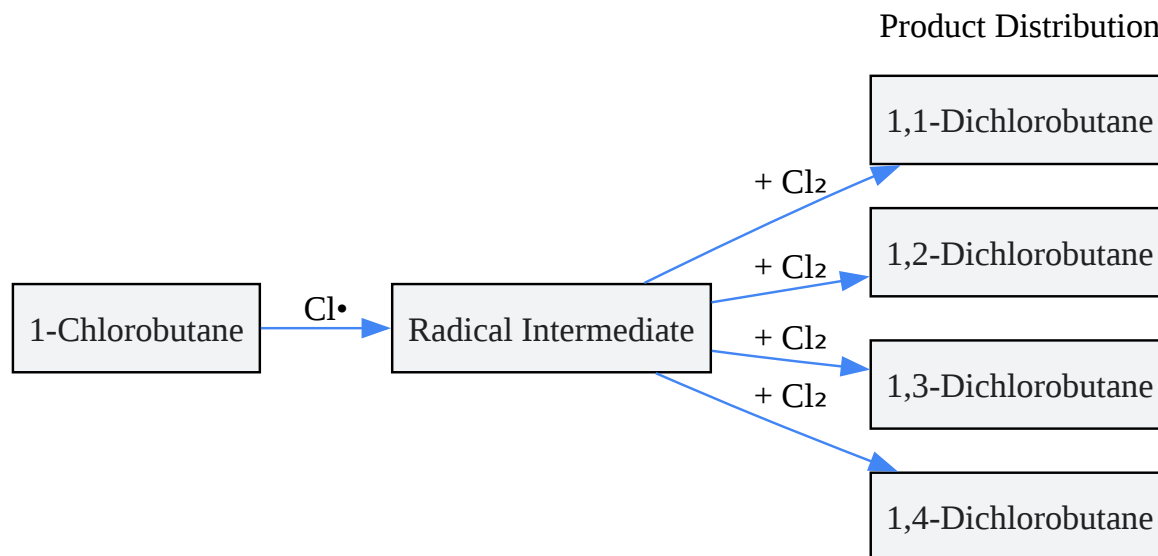 Product Distribution
1,1-Dichlorobutane
+ Cl₂
1,2-Dichlorobutane
+ Cl₂
1-Chlorobutane
Cl•
Radical Intermediate
+ Cl₂
1,3-Dichlorobutane
+ Cl₂
1,4-Dichlorobutane